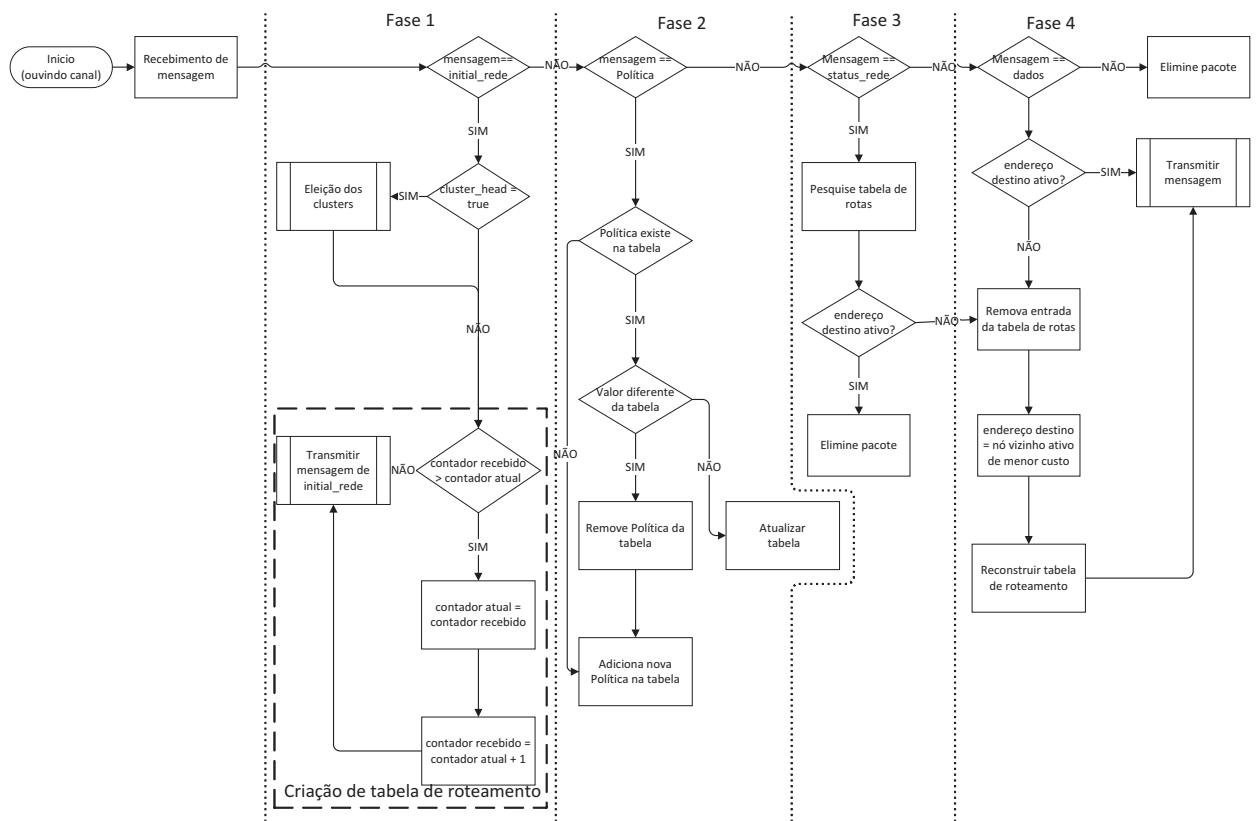 Fase 1
Fase 2
Fase 3
Fase 4
Inicio
(ouvindo canal)
Recebimento de
mensagem
mensagem==
initial_rede
NÃO
mensagem ==
Política
NÃO
Mensagem ==
status_rede
NÃO
Mensagem ==
dados
NÃO
Elimine pacote
SIM
Eleição dos
clusters
SIM
cluster_head =
true
NÃO
contador recebido
> contador atual
NÃO
Transmitir
mensagem de
initial_rede
SIM
contador atual =
contador recebido
contador recebido =
contador atual + 1
Criação de tabela de roteamento
SIM
Política existe
na tabela
NÃO
SIM
Valor diferente
da tabela
SIM
NÃO
Remove Política da
tabela
Atualizar
tabela
Adiciona nova
Política na tabela
SIM
Pesquise tabela de
rotas
endereço
destino ativo?
NÃO
SIM
Elimine pacote
SIM
endereço
destino ativo?
SIM
Transmitir
mensagem
NÃO
Remova entrada
da tabela de rotas
endereço destino
= nó vizinho ativo
de menor custo
Reconstruir tabela
de roteamento